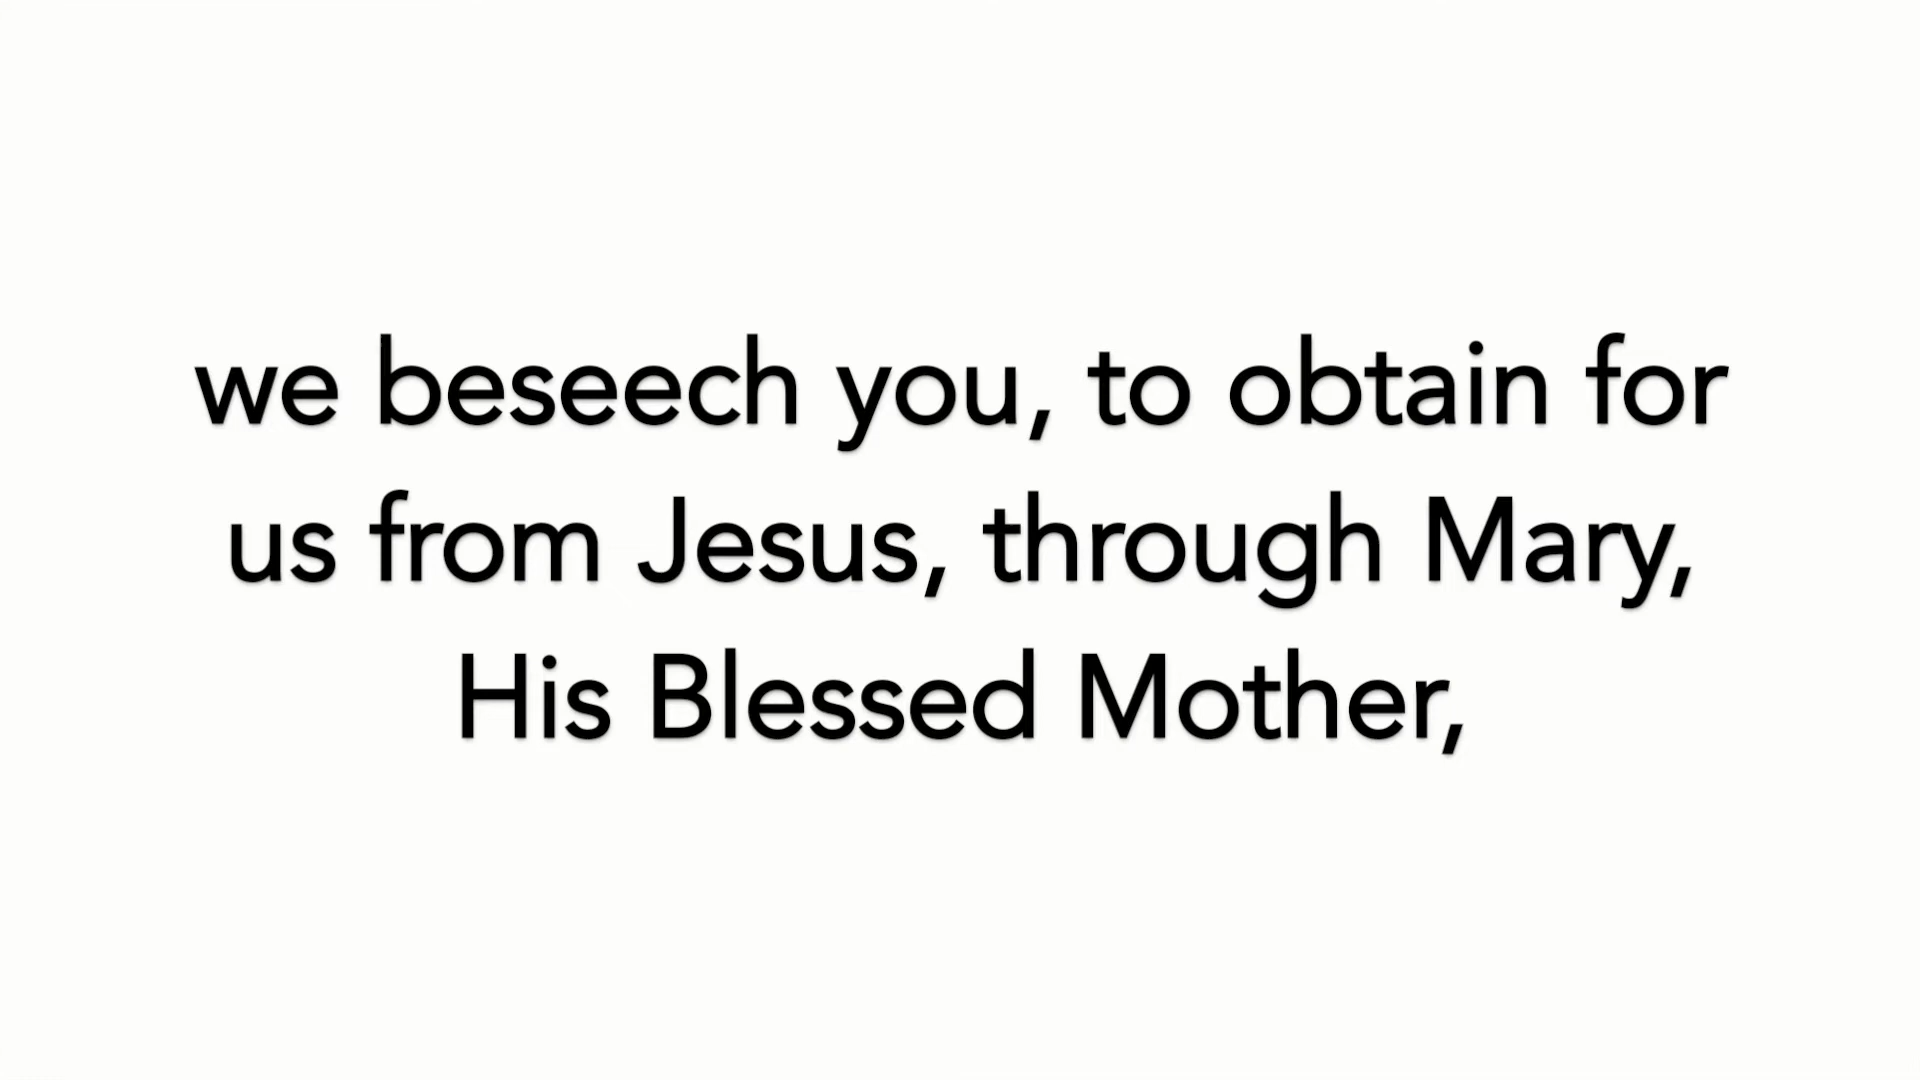 we beseech you, to obtain for
us from Jesus, through Mary,
His Blessed Mother,